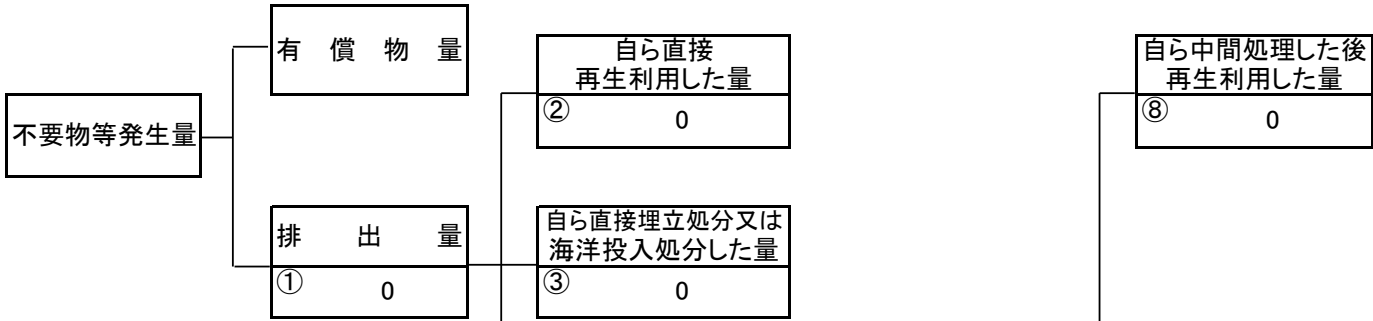 有償物量
自ら直接
再生利用した量
②
0
自ら中間処理した後
再生利用した量
⑧
0
不要物等発生量
排出量
①
0
自ら直接埋立処分又は
海洋投入処分した量
③
0